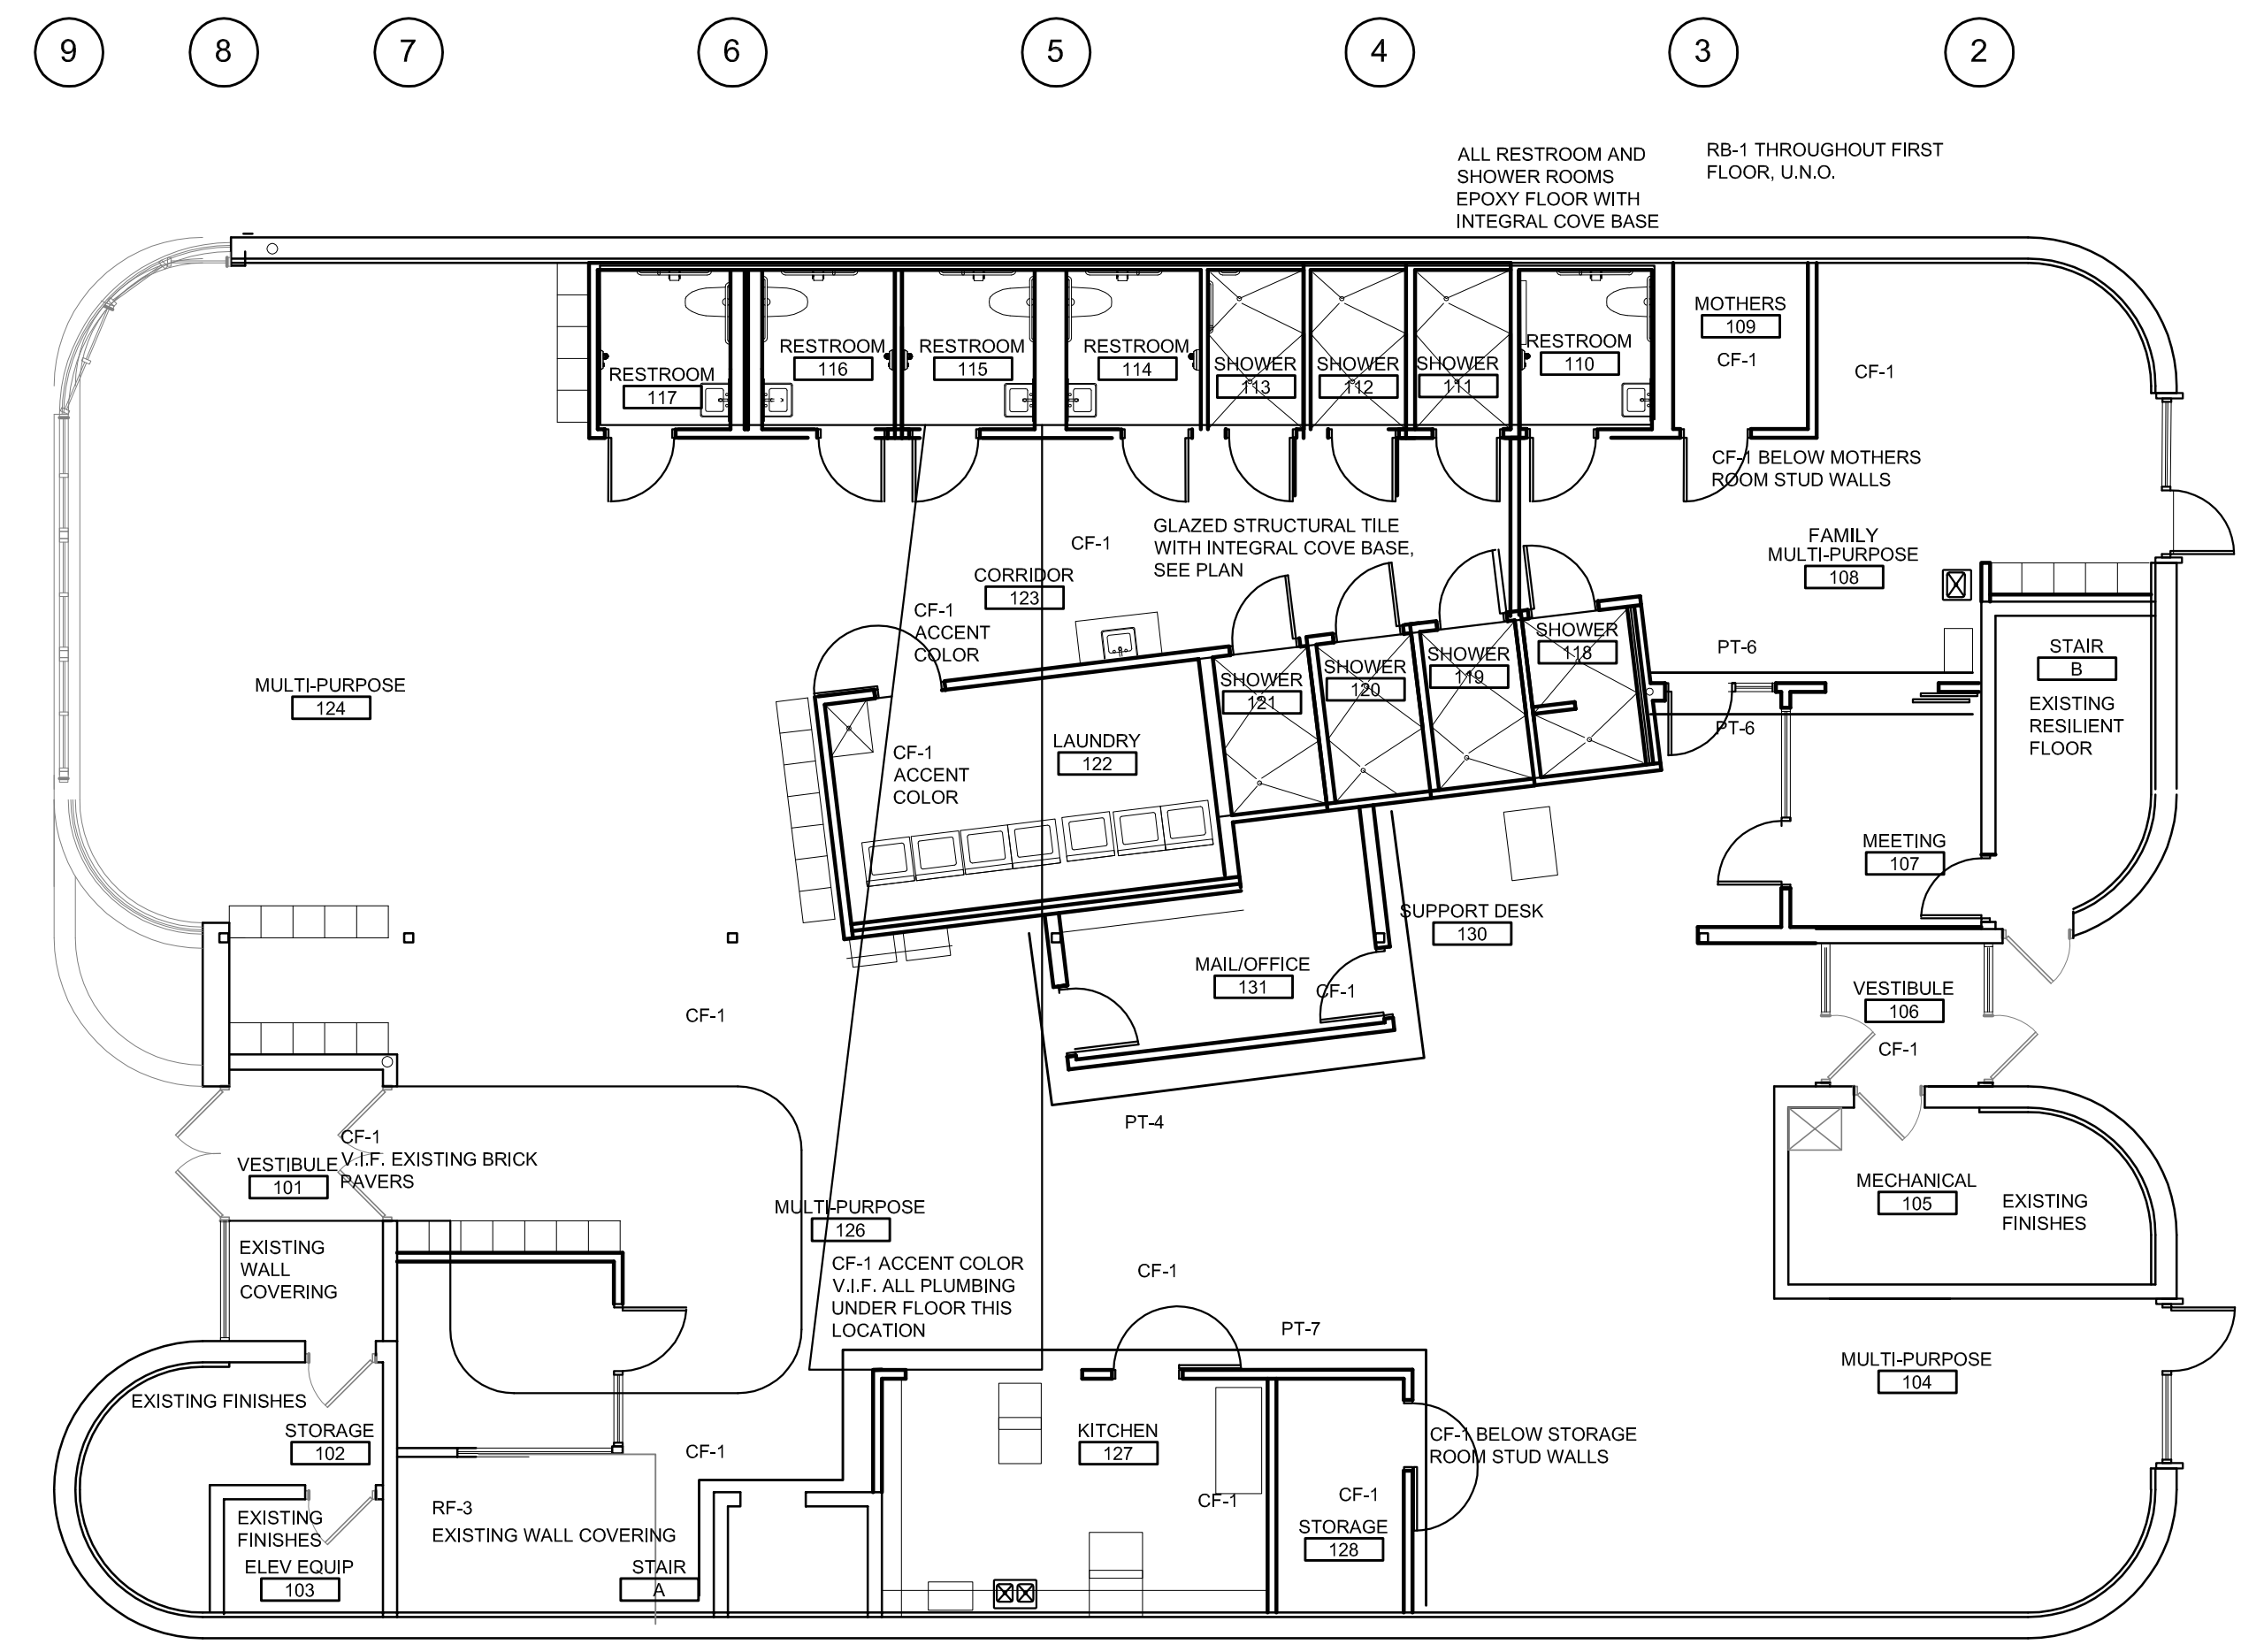 9
8
7
6
5
4
3
2
ALL RESTROOM AND
SHOWER ROOMS
EPOXY FLOOR WITH
INTEGRAL COVE BASE
RB-1 THROUGHOUT FIRST
FLOOR, U.N.O.
RESTROOM
117
RESTROOM
116
RESTROOM
115
RESTROOM
114
SHOWER
113
SHOWER
112
SHOWER
111
RESTROOM
110
MOTHERS
109
CF-1
CF-1
CF-1 BELOW MOTHERS
ROOM STUD WALLS
GLAZED STRUCTURAL TILE
WITH INTEGRAL COVE BASE,
SEE PLAN
CF-1
CORRIDOR
123
CF-1
ACCENT
COLOR
FAMILY
MULTI-PURPOSE
108
SHOWER
118
SHOWER
119
SHOWER
120
SHOWER
121
PT-6
PT-6
STAIR
B
EXISTING
RESILIENT
FLOOR
MULTI-PURPOSE
124
CF-1
ACCENT
COLOR
LAUNDRY
122
MEETING
107
SUPPORT DESK
130
MAIL/OFFICE
131
CF-1
CF-1
VESTIBULE
106
CF-1
PT-4
CF-1
V.I.F. EXISTING BRICK
PAVERS
VESTIBULE
101
MULTI-PURPOSE
126
CF-1 ACCENT COLOR
V.I.F. ALL PLUMBING
UNDER FLOOR THIS
LOCATION
MECHANICAL
105
EXISTING
FINISHES
EXISTING
WALL
COVERING
CF-1
PT-7
MULTI-PURPOSE
104
EXISTING FINISHES
STORAGE
102
CF-1
KITCHEN
127
CF-1
CF-1 BELOW STORAGE
ROOM STUD WALLS
CF-1
STORAGE
128
RF-3
EXISTING WALL COVERING
EXISTING
FINISHES
ELEV EQUIP
103
STAIR
A